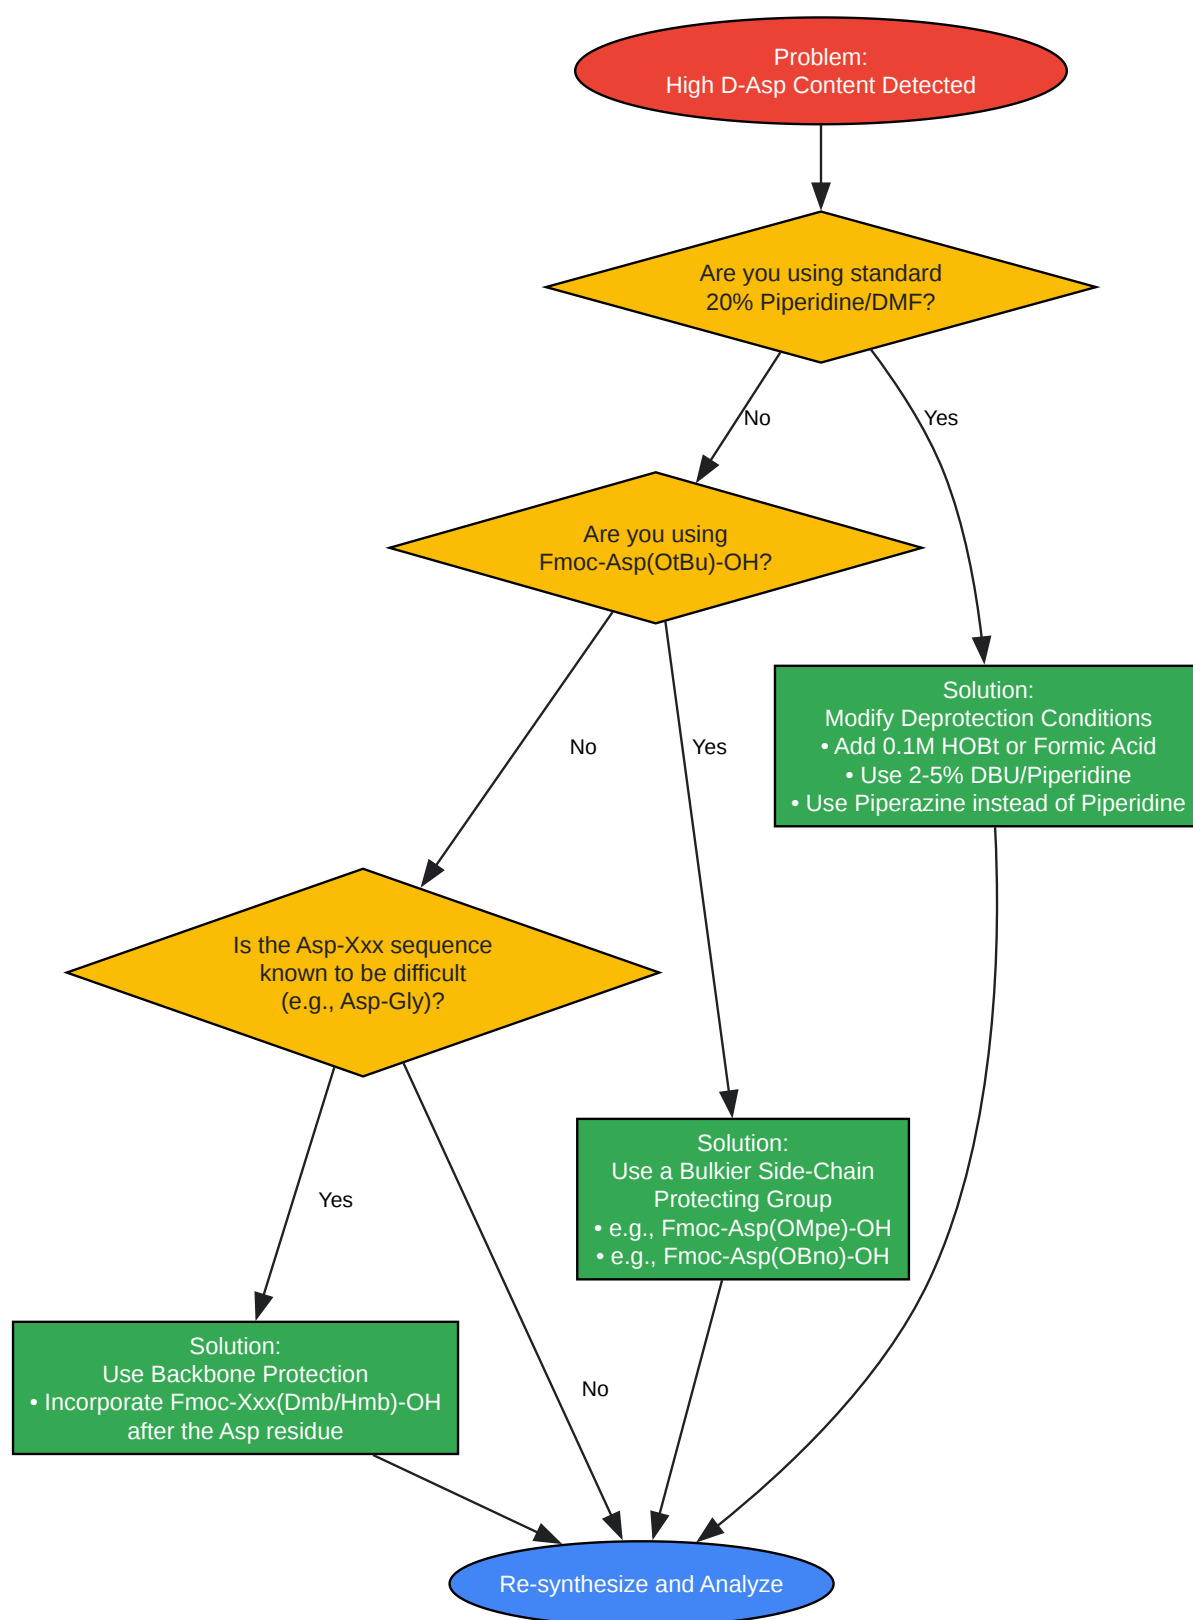 Problem:
High D-Asp Content Detected
Are you using standard
20% Piperidine/DMF?
No
Yes
Are you using
Fmoc-Asp(OtBu)-OH?
Solution:
Modify Deprotection Conditions
• Add 0.1M HOBt or Formic Acid
• Use 2-5% DBU/Piperidine
• Use Piperazine instead of Piperidine
No
Yes
Is the Asp-Xxx sequence
known to be difficult
(e.g., Asp-Gly)?
Solution:
Use a Bulkier Side-Chain
Protecting Group
• e.g., Fmoc-Asp(OMpe)-OH
• e.g., Fmoc-Asp(OBno)-OH
Yes
No
Solution:
Use Backbone Protection
• Incorporate Fmoc-Xxx(Dmb/Hmb)-OH
after the Asp residue
Re-synthesize and Analyze